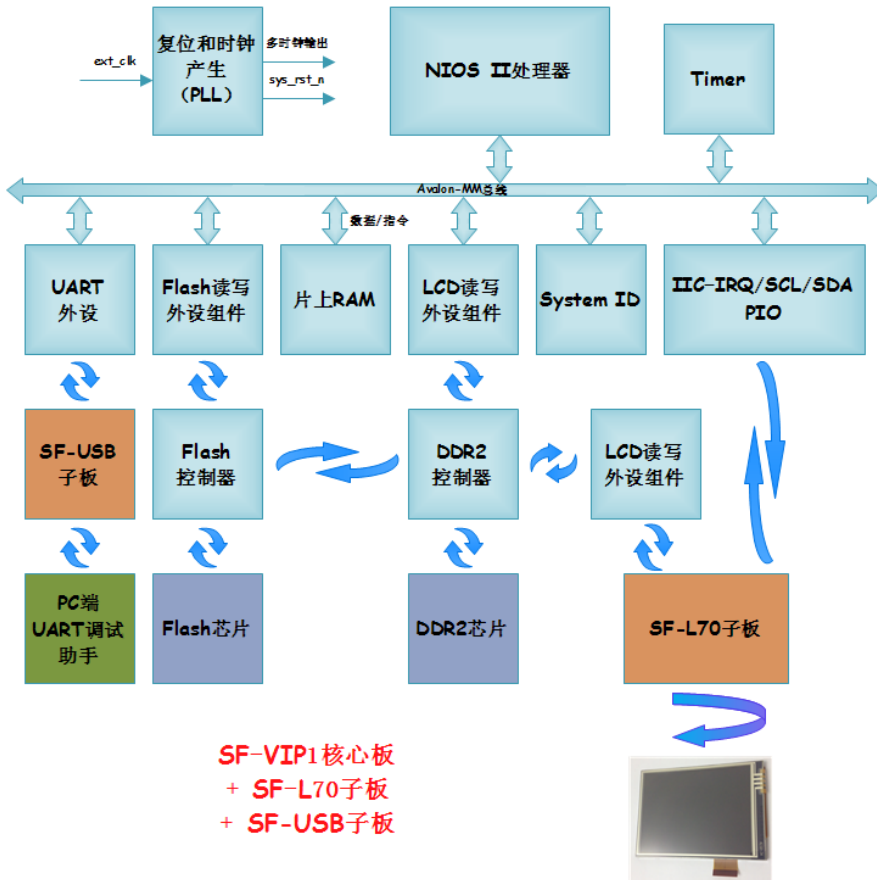 ext_clk
复位和时钟
产生
（PLL）
多时钟输出
sys_rst_n
NIOS II处理器
Timer
Avalon-MM总线
数据/指令
UART
外设
Flash读写
外设组件
片上RAM
LCD读写
外设组件
System ID
IIC-IRQ/SCL/SDA
PIO
SF-USB
子板
Flash
控制器
DDR2
控制器
LCD读写
外设组件
PC端
UART调试
助手
Flash芯片
DDR2芯片
SF-L70子板
SF-VIP1核心板
+ SF-L70子板
+ SF-USB子板